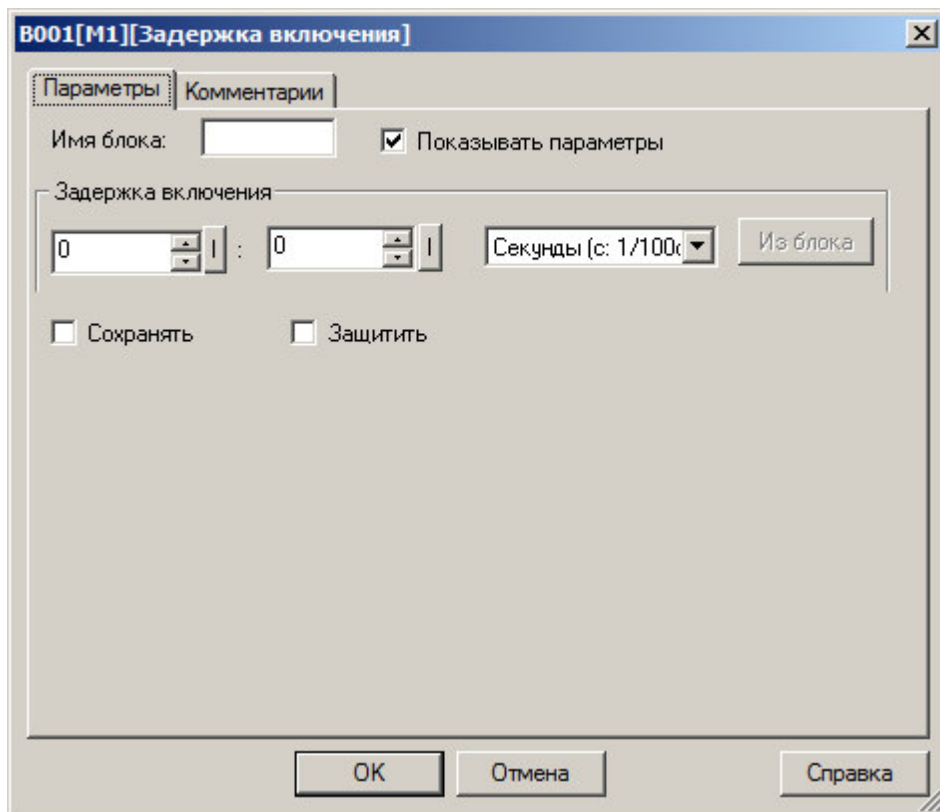 B001[M1][Задержка включения]
Параметры Комментарии
Имя блока: Показывать параметры
Задержка включения
0 : 0 Секунды (с: 1/100с Из блока
Сохранять Защитить
OK Отмена Справка